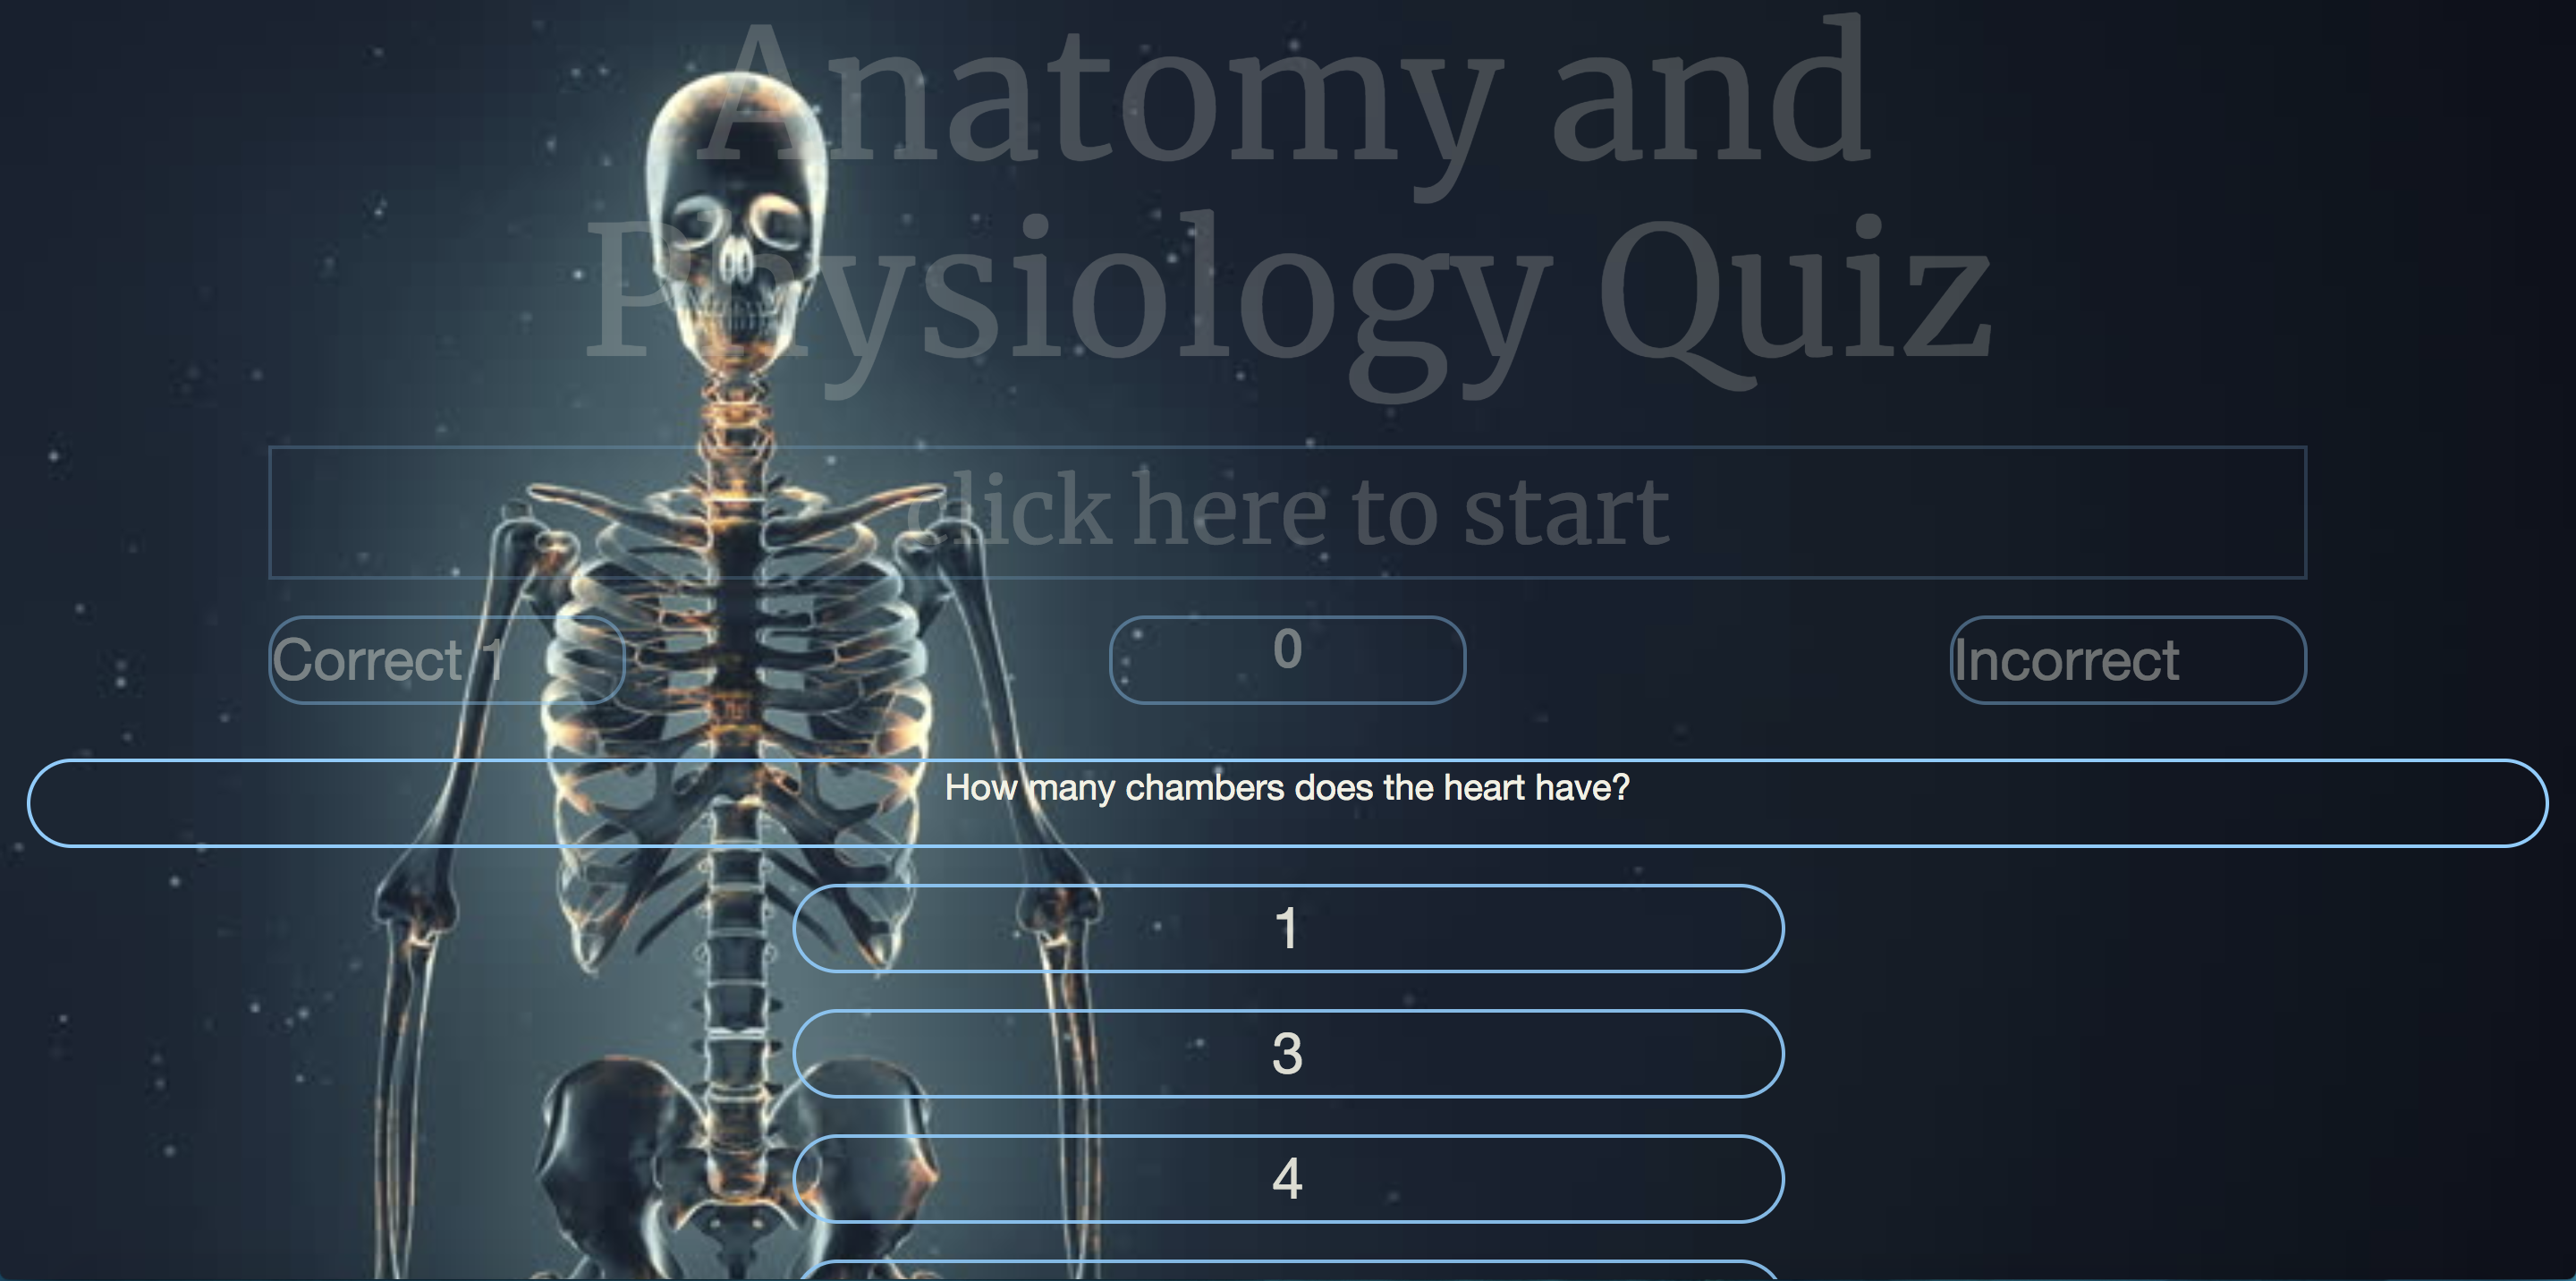 Anatomy and
Physiology Quiz
click here to start
Correct 1
0
Incorrect
How many chambers does the heart have?
1
3
4